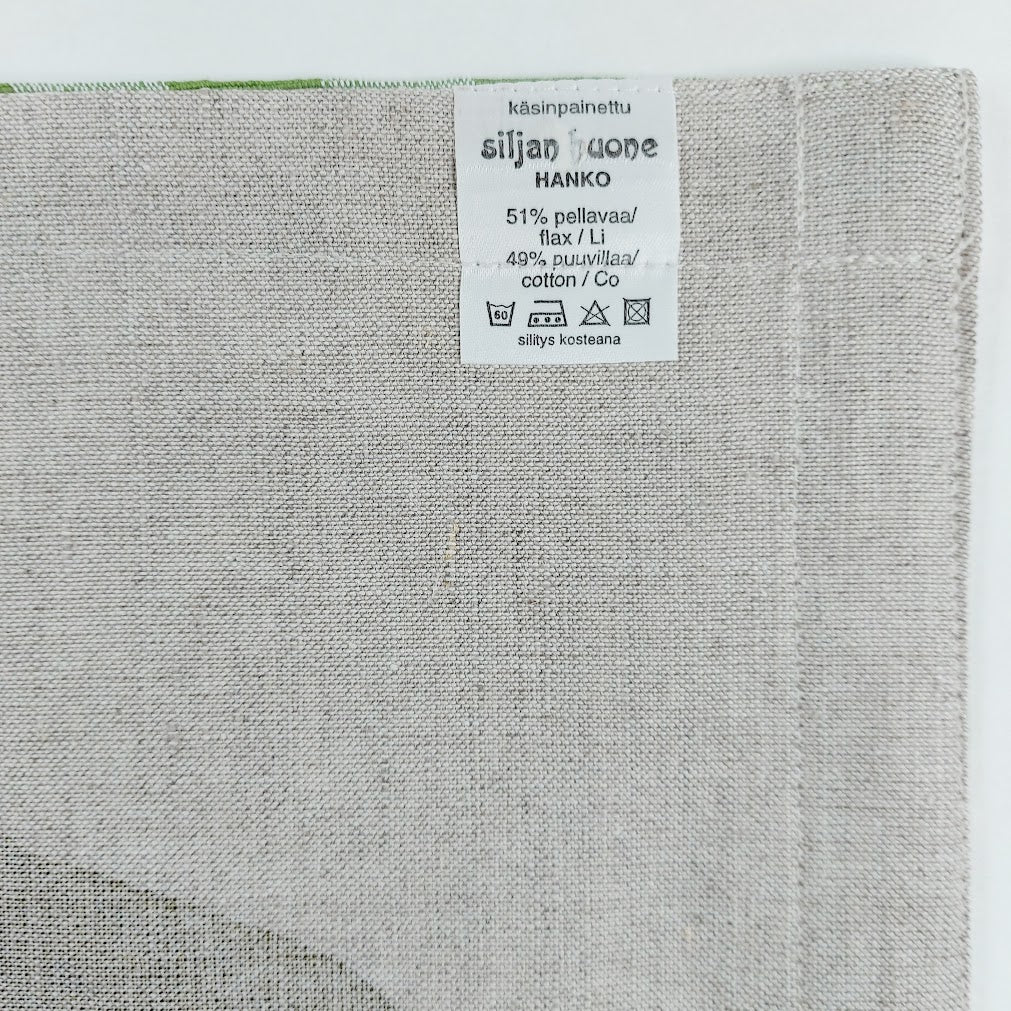 käsinpainettu
siljan huone
HANKO
51% pellavaa/
flax / Li
49% puuvillaa/
cotton / Co
60
silitys kosteana